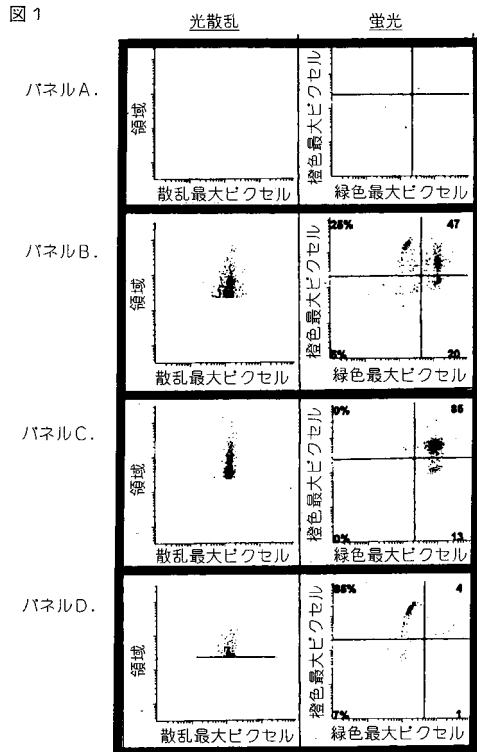 図1
光散乱 蛍光
パネルA.
領域
散乱最大ピクセル
橙色最大ピクセル
緑色最大ピクセル
パネルB.
領域
散乱最大ピクセル
橙色最大ピクセル
25% 47
5% 20
緑色最大ピクセル
パネルC.
領域
散乱最大ピクセル
橙色最大ピクセル
0% 85
0% 13
緑色最大ピクセル
パネルD.
領域
散乱最大ピクセル
橙色最大ピクセル
4
7% 1
緑色最大ピクセル